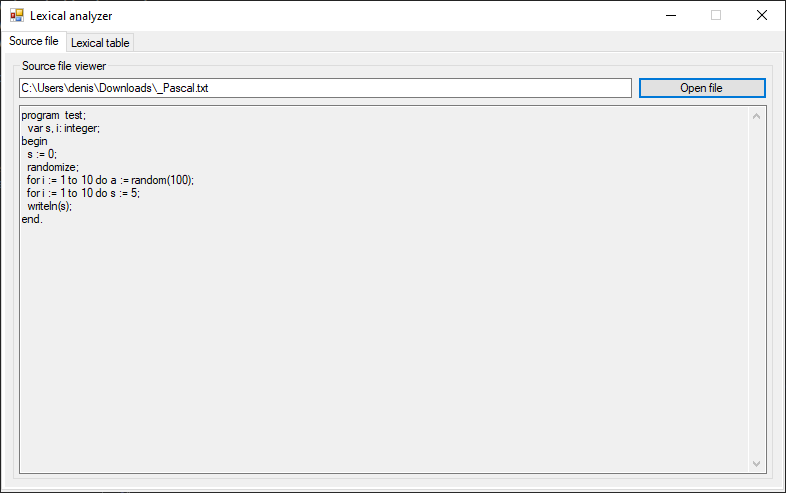 Lexical analyzer
Source file Lexical table
Source file viewer
C:\Users\denis\Downloads\_Pascal.txt Open file
program  test;
  var s, i: integer;
begin
  s := 0;
  randomize;
  for i := 1 to 10 do a := random(100);
  for i := 1 to 10 do s := 5;
  writeln(s);
end.